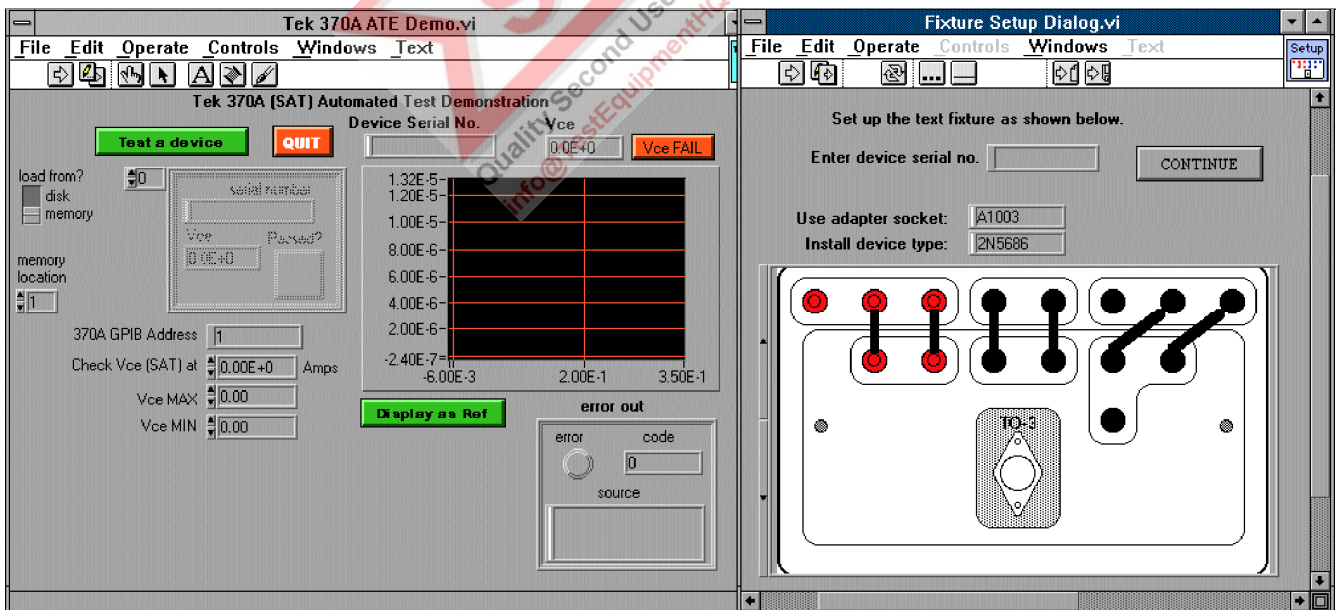 Tek 370A ATE Demo.vi
File Edit Operate Controls Windows Text
Tek 370A (SAT) Automated Test Demonstration
Test a device
QUIT
Device Serial No.
Vce
0.0E+0
Vce FAIL
load from?
disk
memory
0
serial number
Vce
Passed?
0.0E+0
memory
location
1
1.32E-5
1.20E-5
1.00E-5
8.00E-6
6.00E-6
4.00E-6
2.00E-6
-2.40E-7
-6.00E-3 2.00E-1 3.50E-1
370A GPIB Address 1
Check Vce (SAT) at 0.00E+0 Amps
Vce MAX 0.00
Vce MIN 0.00
Display as Ref
error out
error code
0
source
Fixture Setup Dialog.vi
File Edit Operate Controls Windows Text
Setup
Set up the text fixture as shown below.
Enter device serial no.
CONTINUE
Use adapter socket: A1003
Install device type: 2N5686
TO-3